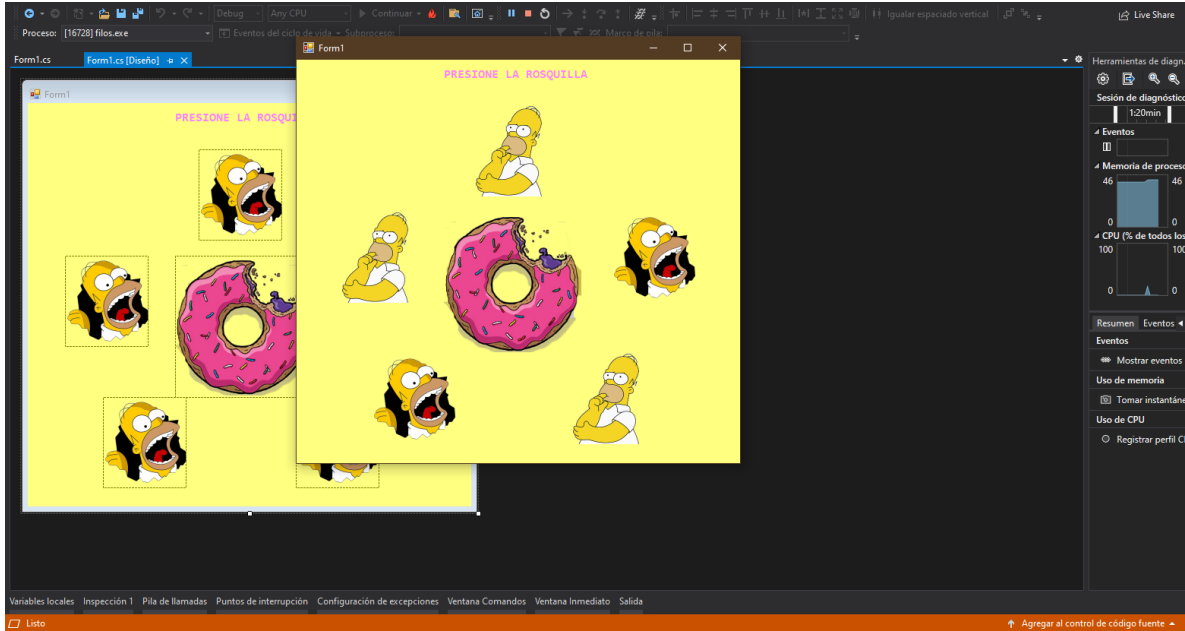 Debug
Any CPU
Continuar
Igualar espaciado vertical
Live Share
Proceso: [16728] filos.exe
Eventos del ciclo de vida
Subproceso:
Marco de pila:
Form1.cs
Form1.cs [Diseño]
Form1
PRESIONE LA ROSQUI
Form1
PRESIONE LA ROSQUILLA
Herramientas de diagn.
Sesión de diagnóstico
1:20min
Eventos
Memoria de proceso
46
46
0
0
CPU (% de todos los
100
100
0
0
Resumen
Eventos
Eventos
Mostrar eventos
Uso de memoria
Tomar instantáne
Uso de CPU
Registrar perfil CI
Variables locales
Inspección 1
Pila de llamadas
Puntos de interrupción
Configuración de excepciones
Ventana Comandos
Ventana Inmediato
Salida
Listo
Agregar al control de código fuente